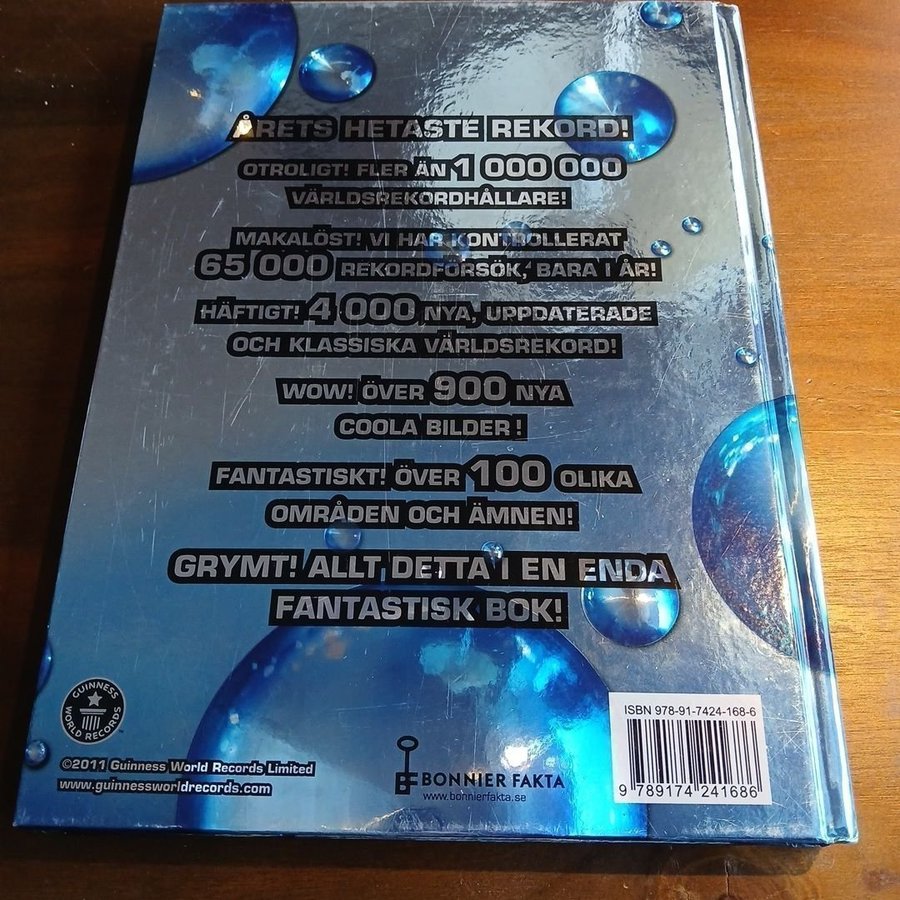 ÅRETS HETASTE REKORD!
OTROLIGT! FLER ÄN 1 000 000
VÄRLDSREKORDHÅLLARE!
MAKALÖST! VI HAR KONTROLLERAT
65 000 REKORDFÖRSÖK, BARA I ÅR!
HÄFTIGT! 4 000 NYA, UPPDATERADE
OCH KLASSISKA VÄRLDSREKORD!
WOW! ÖVER 900 NYA
COOLA BILDER!
FANTASTISKT! ÖVER 100 OLIKA
OMRÅDEN OCH ÄMNEN!
GRYMT! ALLT DETTA I EN ENDA
FANTASTISK BOK!
GUINNESS
WORLD RECORDS
©2011 Guinness World Records Limited
www.guinnessworldrecords.com
BONNIER FAKTA
www.bonnierfakta.se
ISBN 978-91-7424-168-6
9 789174 241686